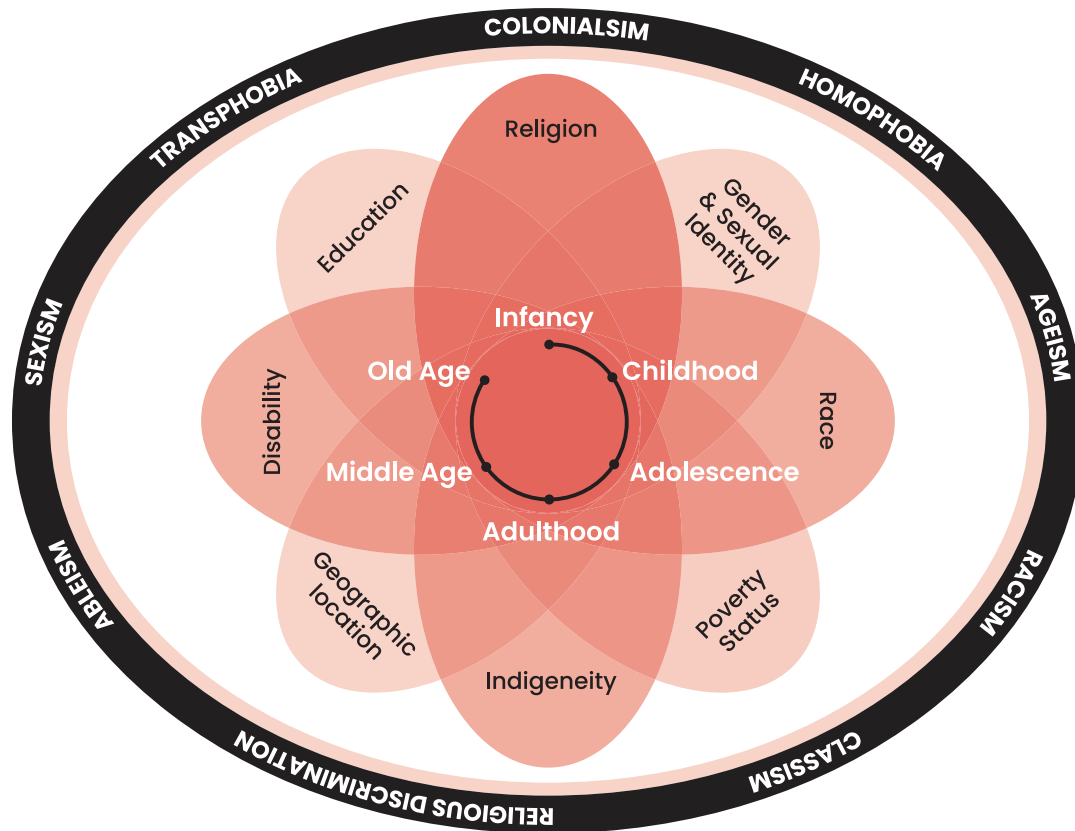 COLONIALSIM
HOMOPHOBIA
AGEISM
RACISM
CLASSISM
RELIGIOUS DISCRIMINATION
ABLEISM
SEXISM
TRANSPHOBIA
Religion
Gender
& Sexual
Identity
Race
Poverty
Status
Indigeneity
Geographic
location
Disability
Education
Infancy
Childhood
Adolescence
Adulthood
Middle Age
Old Age